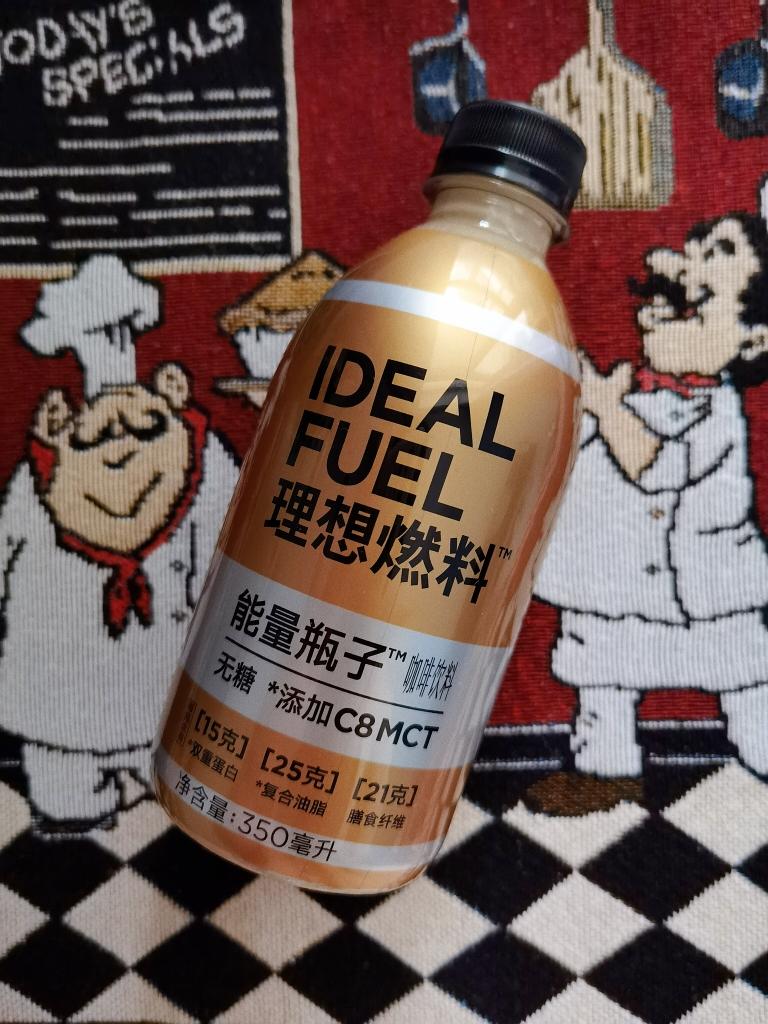 TODAY'S
SPECIALS
IDEAL
FUEL
理想燃料™
能量瓶子™ 咖啡饮料
无糖 *添加C8MCT
[15克] [25克] [21克]
*双重蛋白 *复合油脂 膳食纤维
净含量:350毫升